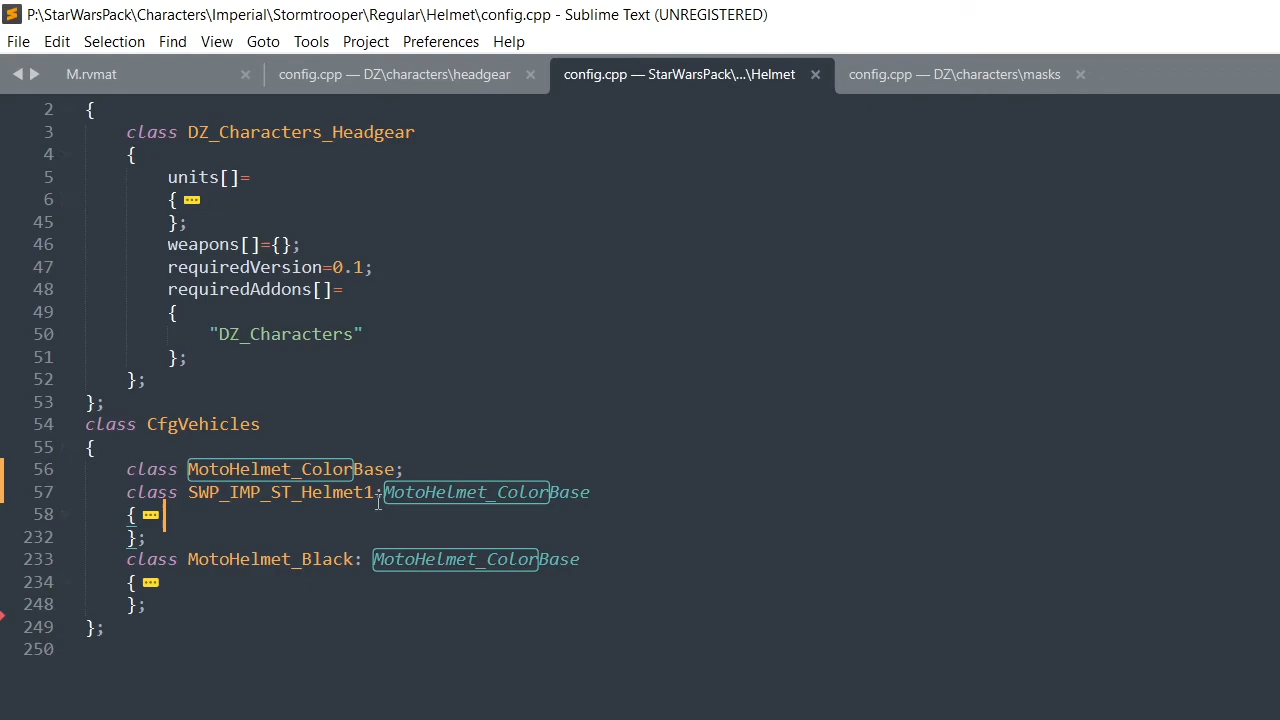 P:\StarWarsPack\Characters\Imperial\Stormtrooper\Regular\Helmet\config.cpp - Sublime Text (UNREGISTERED)
File Edit Selection Find View Goto Tools Project Preferences Help
M.rvmat × config.cpp — DZ\characters\headgear × config.cpp — StarWarsPack\...\Helmet × config.cpp — DZ\characters\masks ×
2 {
3 class DZ_Characters_Headgear
4 {
5 units[]=
6 { ...
45 };
46 weapons[]={};
47 requiredVersion=0.1;
48 requiredAddons[]=
49 {
50 "DZ_Characters"
51 };
52 };
53 };
54 class CfgVehicles
55 {
56 class MotoHelmet_ColorBase;
57 class SWP_IMP_ST_Helmet1:MotoHelmet_ColorBase
58 { ...
232 };
233 class MotoHelmet_Black: MotoHelmet_ColorBase
234 { ...
248 };
249 };
250